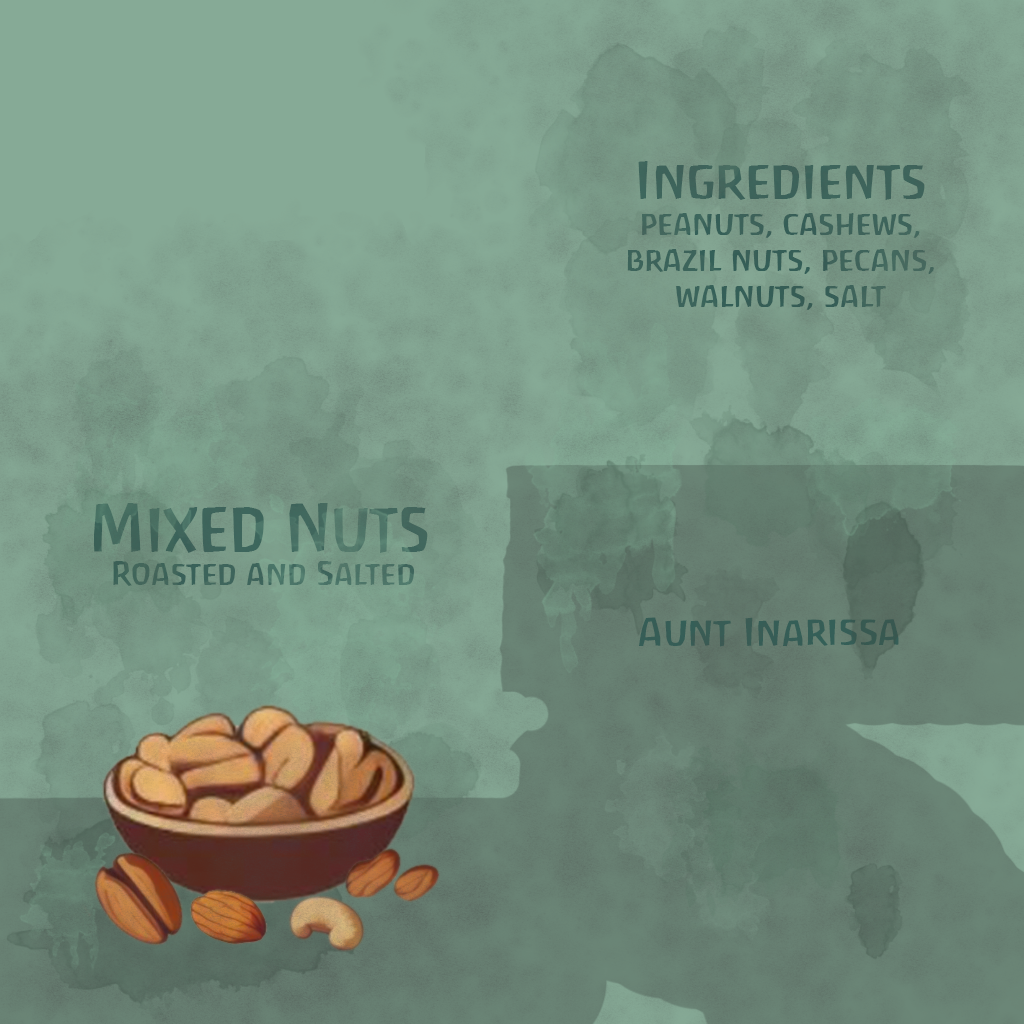 Ingredients
peanuts, cashews,
brazil nuts, pecans,
walnuts, salt
Mixed Nuts
Roasted and Salted
Aunt Inarissa